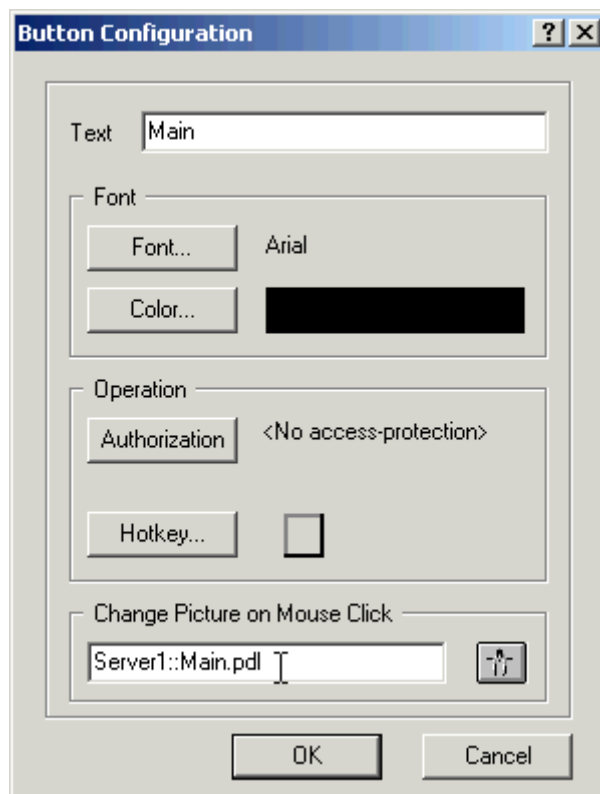 Button Configuration
Text Main
Font
Font... Arial
Color...
Operation
Authorization <No access-protection>
Hotkey...
Change Picture on Mouse Click
Server1::Main.pdl
OK Cancel